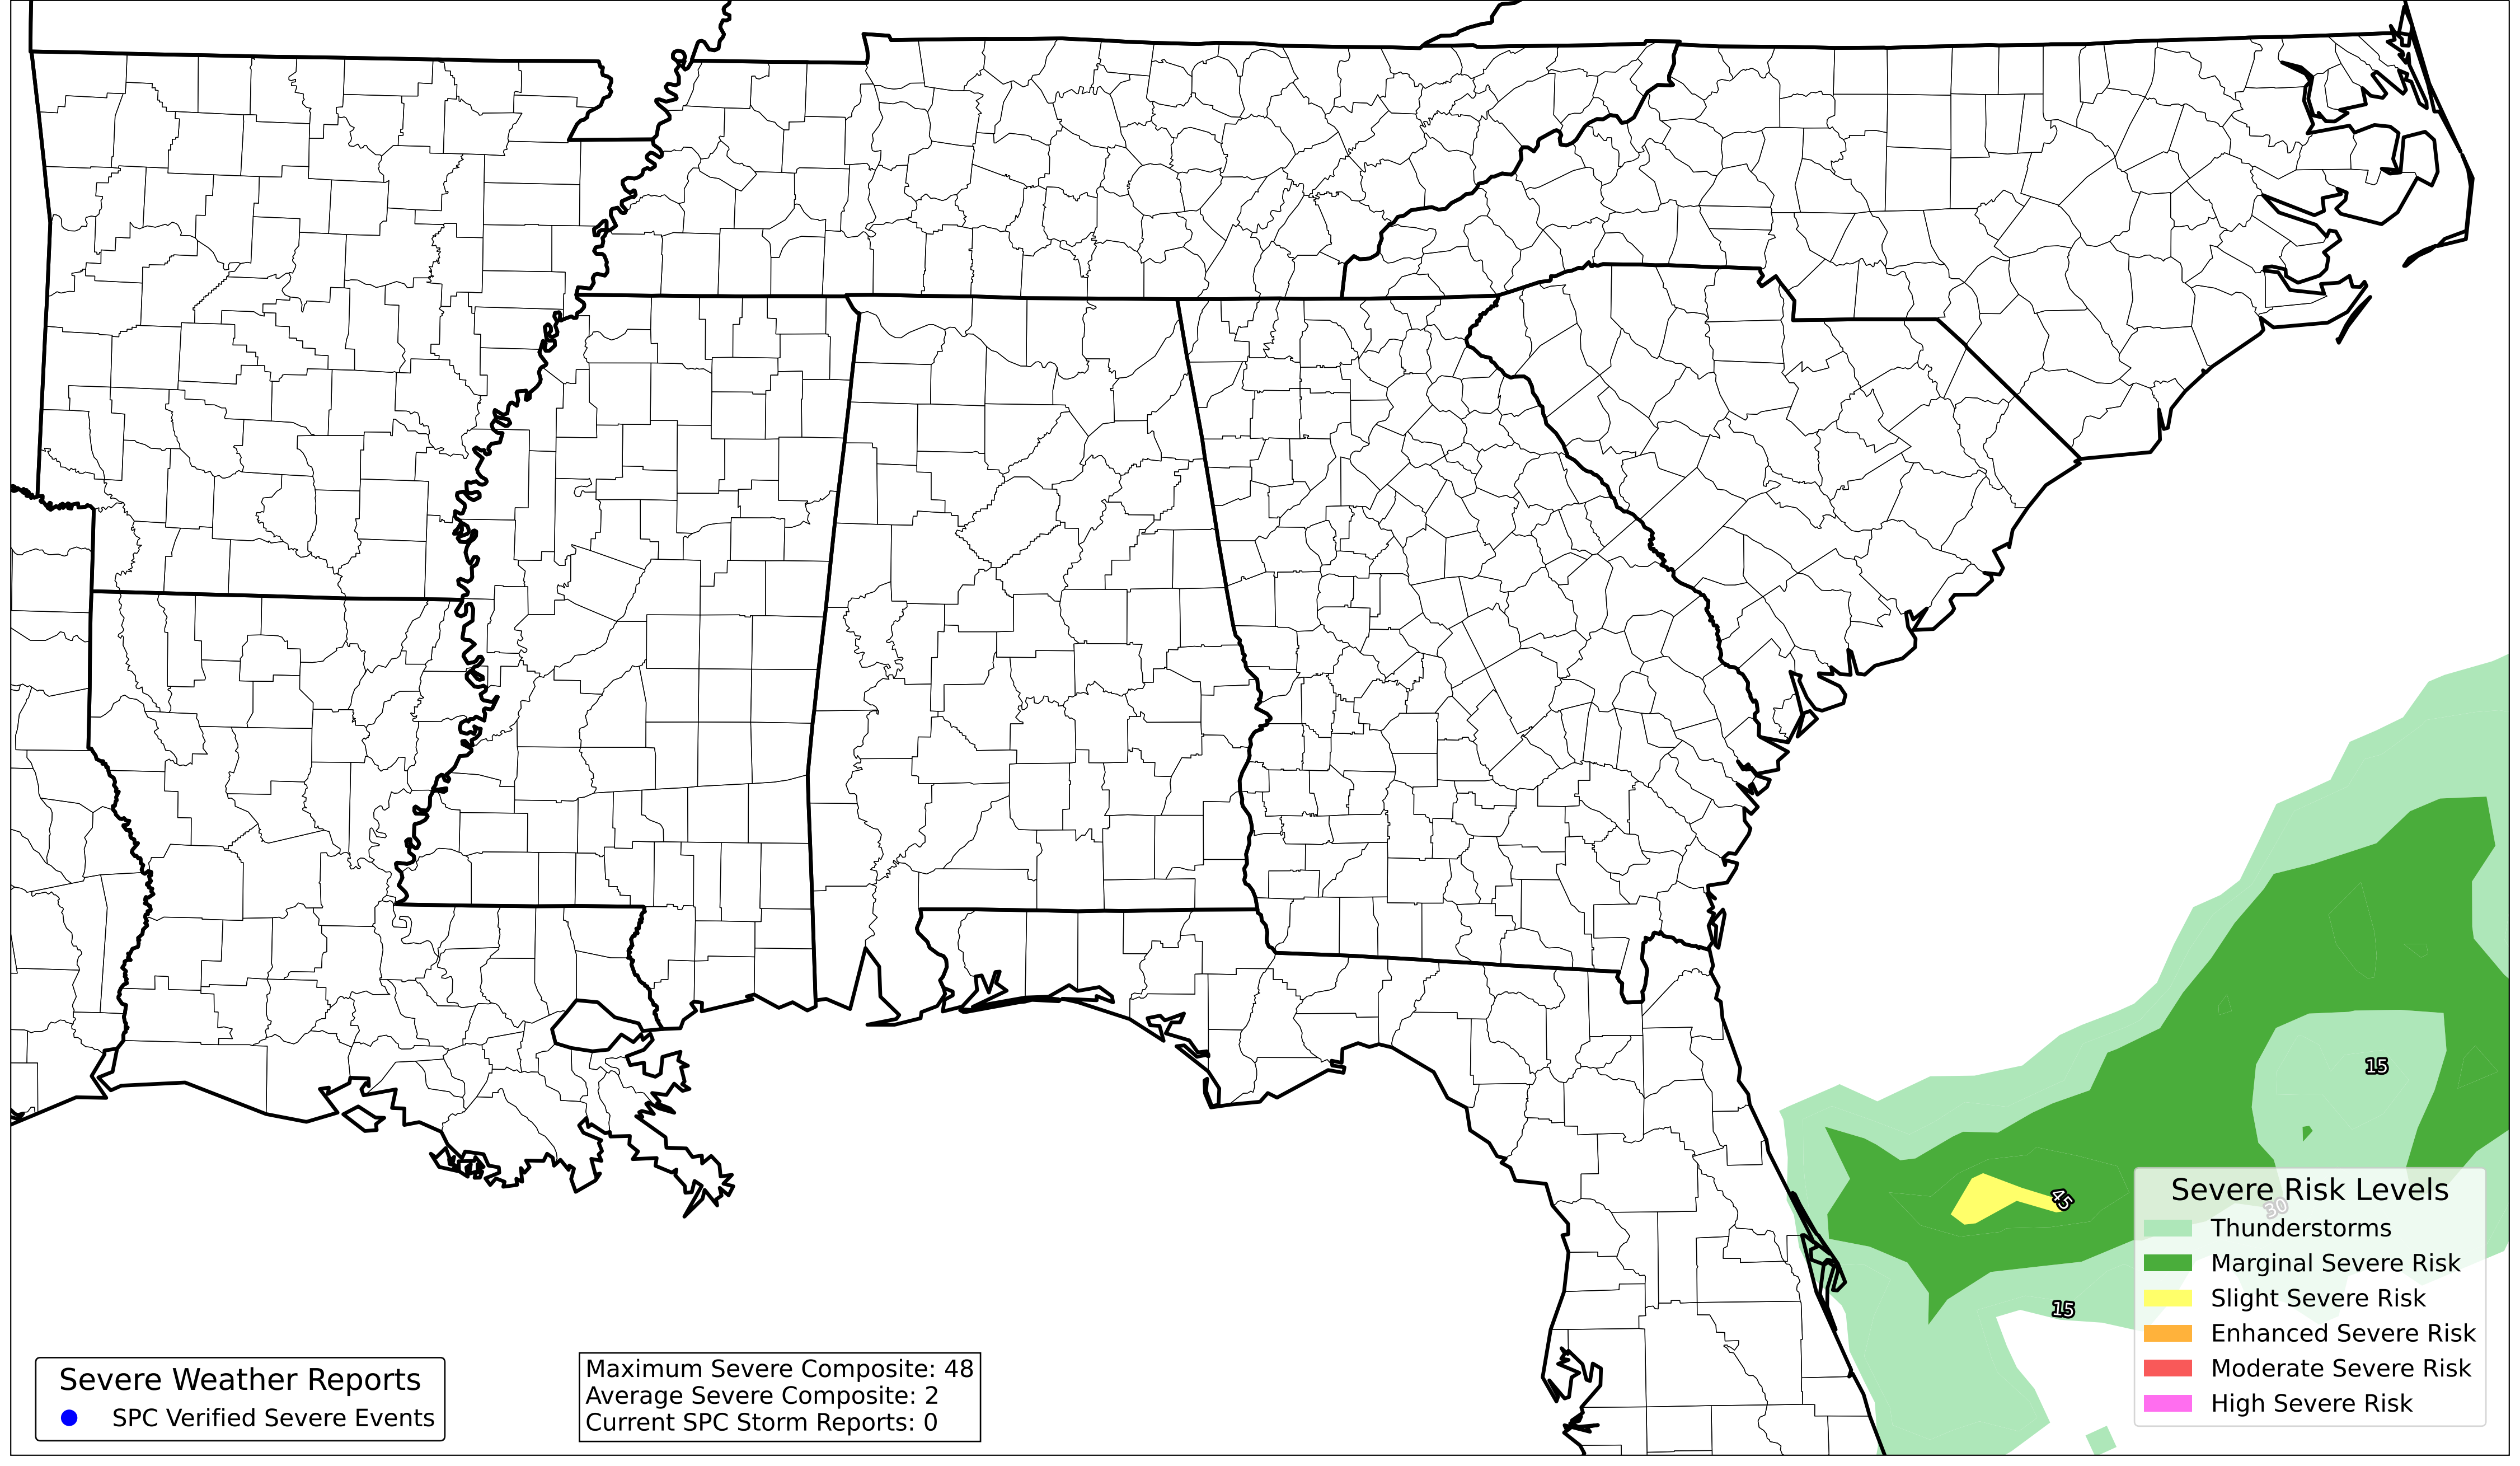 15
45
30
15
Severe Risk Levels
Thunderstorms
Marginal Severe Risk
Slight Severe Risk
Enhanced Severe Risk
Moderate Severe Risk
High Severe Risk
Severe Weather Reports
SPC Verified Severe Events
Maximum Severe Composite: 48
Average Severe Composite: 2
Current SPC Storm Reports: 0